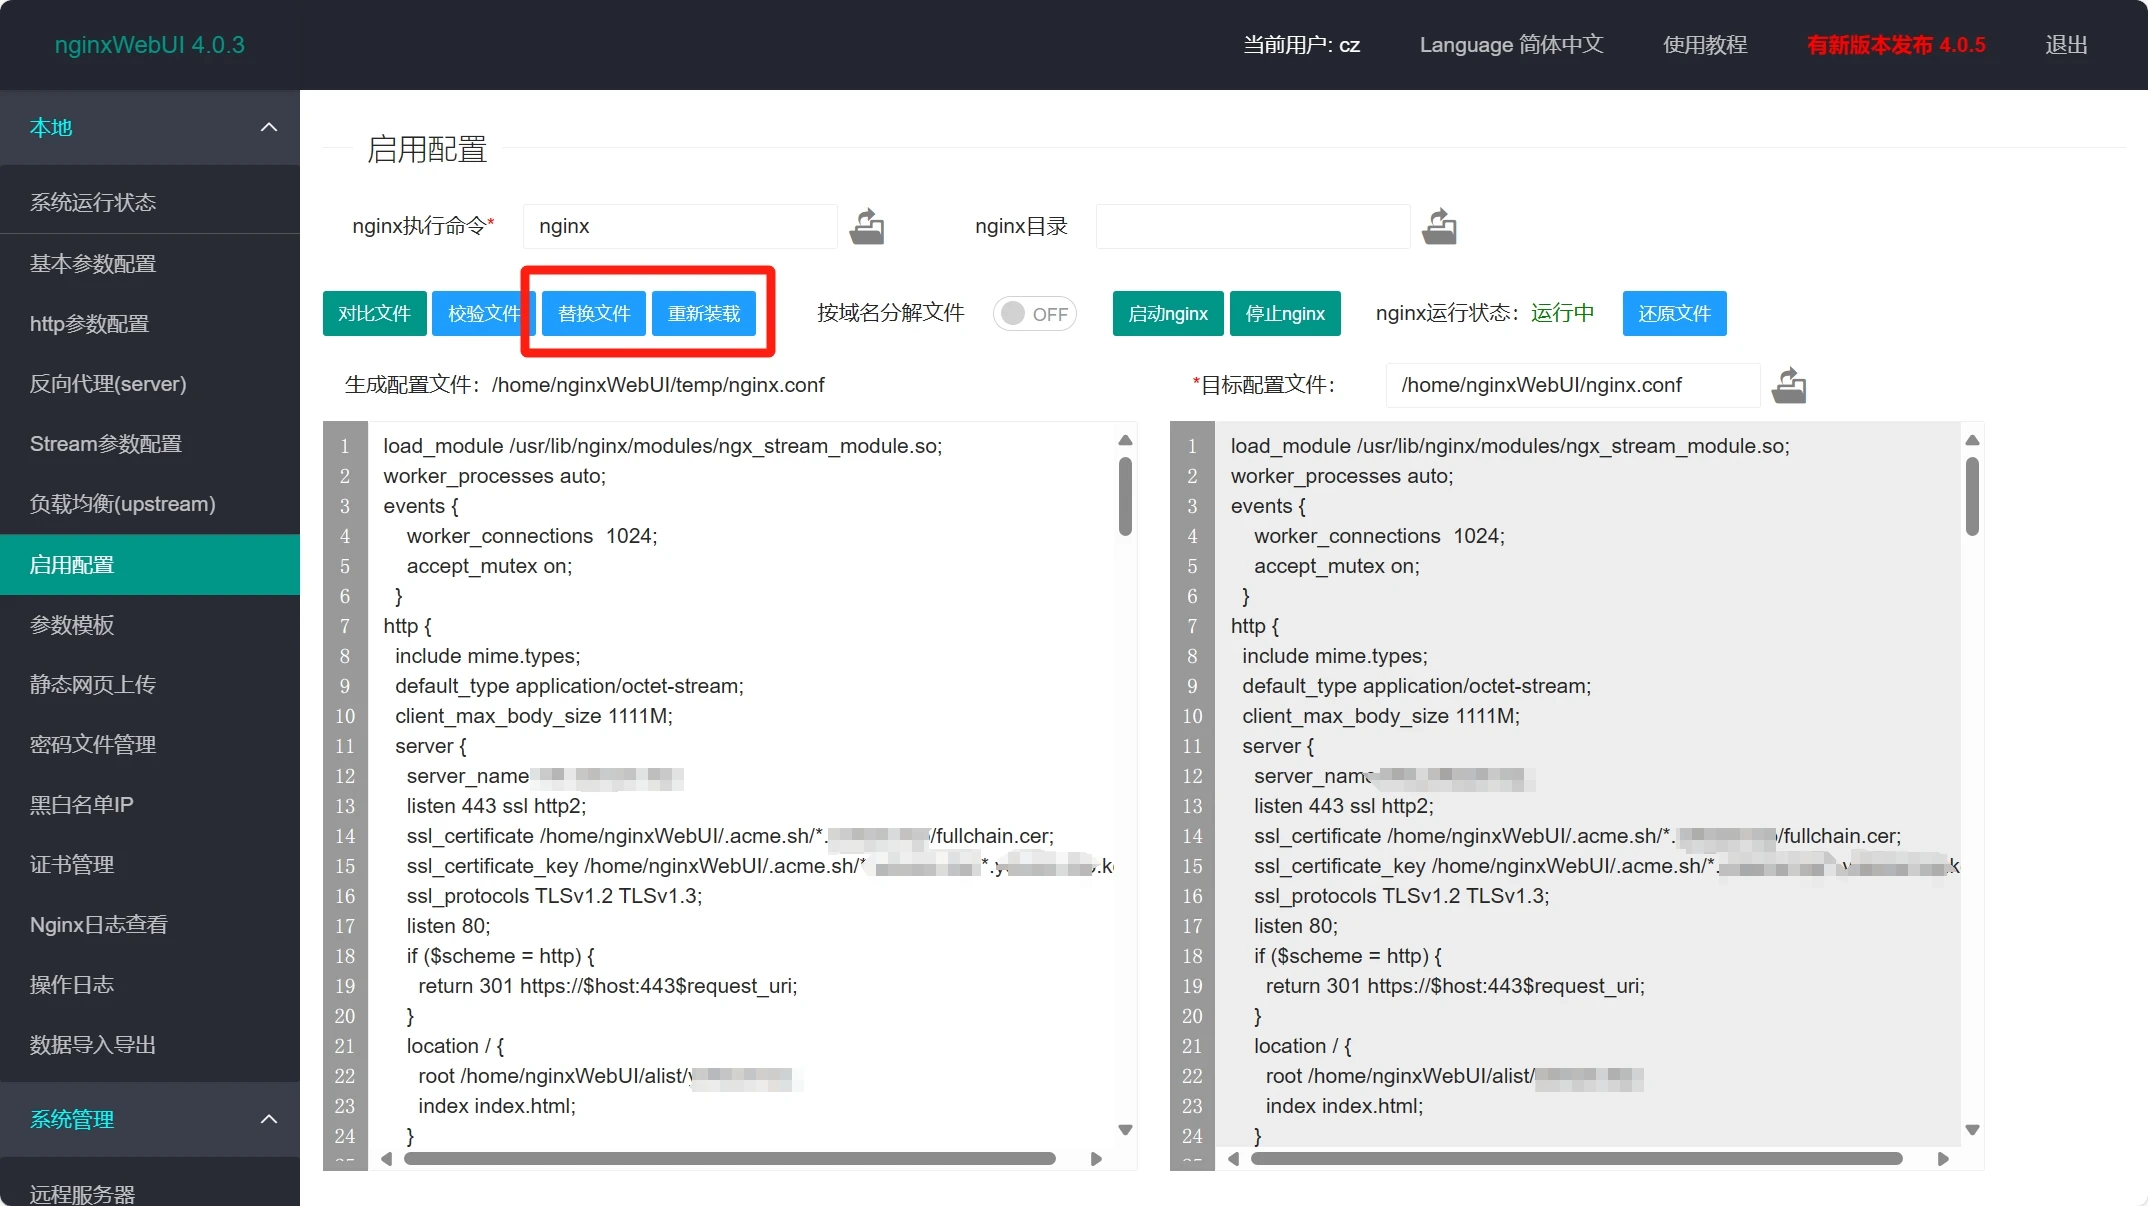 nginxWebUI 4.0.3
当前用户: cz
Language 简体中文
使用教程
有新版本发布 4.0.5
退出
本地
系统运行状态
基本参数配置
http参数配置
反向代理(server)
Stream参数配置
负载均衡(upstream)
启用配置
参数模板
静态网页上传
密码文件管理
黑白名单IP
证书管理
Nginx日志查看
操作日志
数据导入导出
系统管理
远程服务器
启用配置
nginx执行命令* nginx
nginx目录
对比文件 校验文件 替换文件 重新装载 按域名分解文件 OFF 启动nginx 停止nginx nginx运行状态：运行中 还原文件
生成配置文件：/home/nginxWebUI/temp/nginx.conf
*目标配置文件： /home/nginxWebUI/nginx.conf
1 load_module /usr/lib/nginx/modules/ngx_stream_module.so;
2 worker_processes auto;
3 events {
4 worker_connections 1024;
5 accept_mutex on;
6 }
7 http {
8 include mime.types;
9 default_type application/octet-stream;
10 client_max_body_size 1111M;
11 server {
12 server_name
13 listen 443 ssl http2;
14 ssl_certificate /home/nginxWebUI/.acme.sh/*. /fullchain.cer;
15 ssl_certificate_key /home/nginxWebUI/.acme.sh/* *.
16 ssl_protocols TLSv1.2 TLSv1.3;
17 listen 80;
18 if ($scheme = http) {
19 return 301 https://$host:443$request_uri;
20 }
21 location / {
22 root /home/nginxWebUI/alist/
23 index index.html;
24 }
1 load_module /usr/lib/nginx/modules/ngx_stream_module.so;
2 worker_processes auto;
3 events {
4 worker_connections 1024;
5 accept_mutex on;
6 }
7 http {
8 include mime.types;
9 default_type application/octet-stream;
10 client_max_body_size 1111M;
11 server {
12 server_name
13 listen 443 ssl http2;
14 ssl_certificate /home/nginxWebUI/.acme.sh/*. /fullchain.cer;
15 ssl_certificate_key /home/nginxWebUI/.acme.sh/*.
16 ssl_protocols TLSv1.2 TLSv1.3;
17 listen 80;
18 if ($scheme = http) {
19 return 301 https://$host:443$request_uri;
20 }
21 location / {
22 root /home/nginxWebUI/alist/
23 index index.html;
24 }